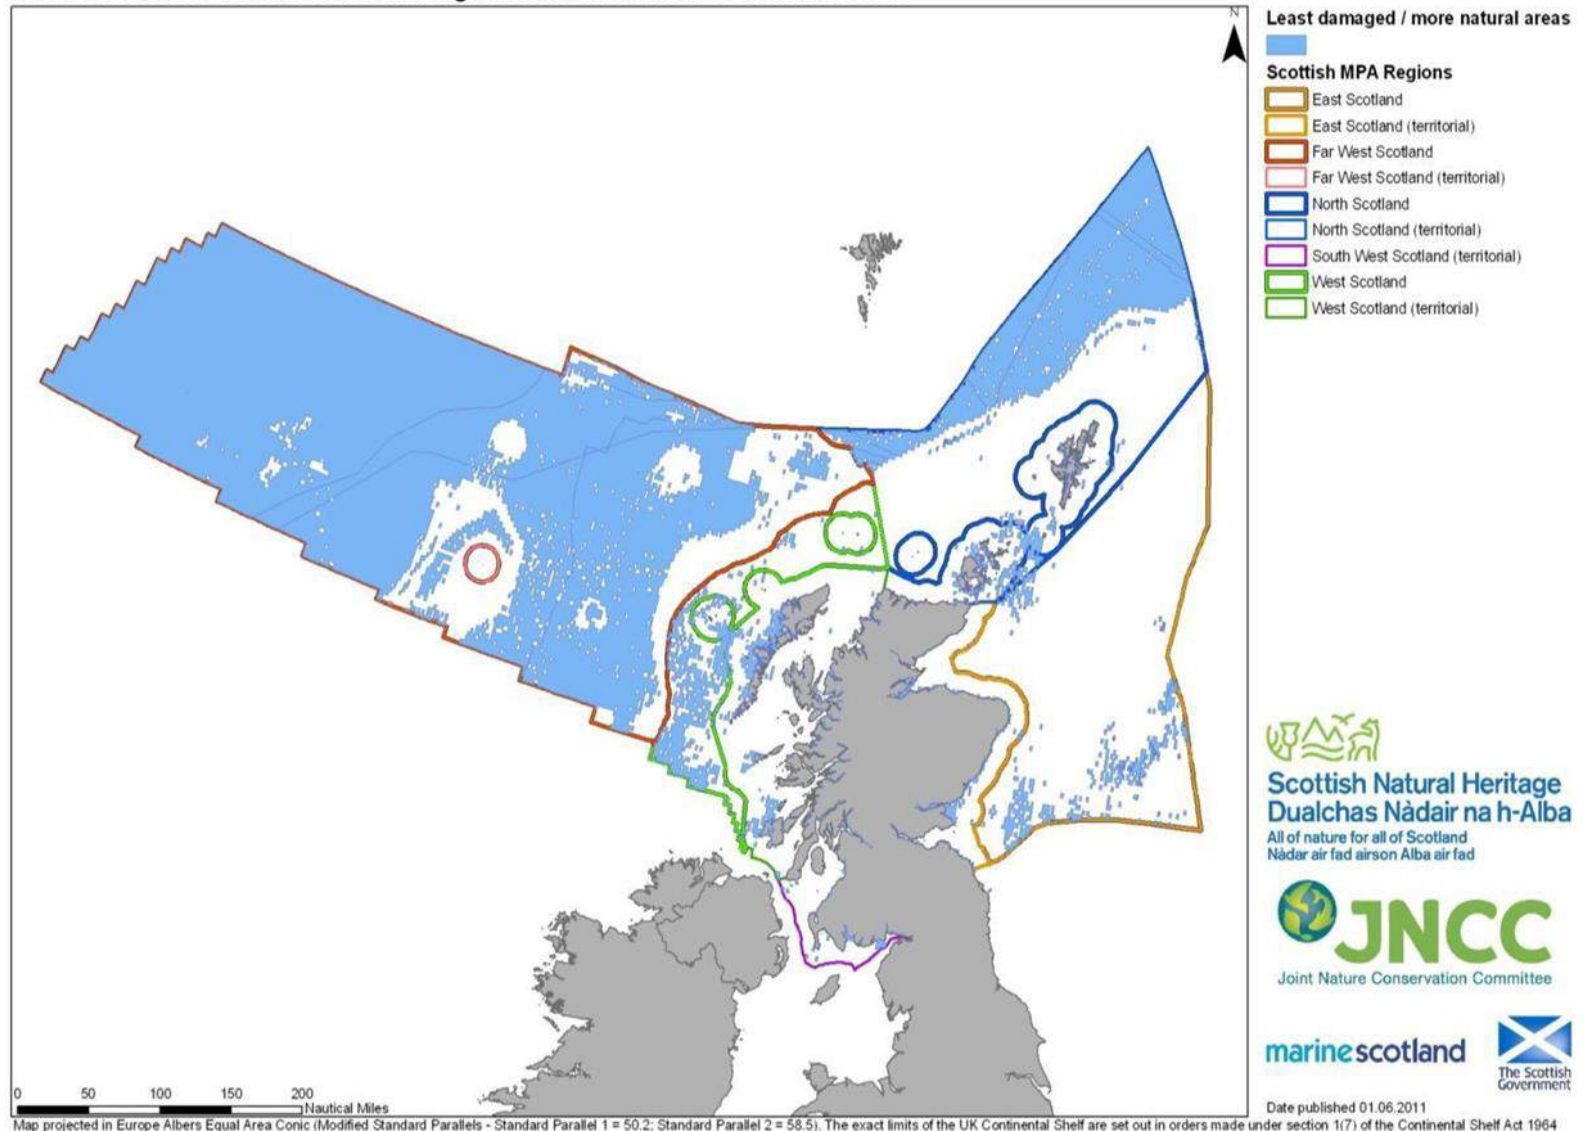 N
Least damaged / more natural areas
Scottish MPA Regions
East Scotland
East Scotland (territorial)
Far West Scotland
Far West Scotland (territorial)
North Scotland
North Scotland (territorial)
South West Scotland (territorial)
West Scotland
West Scotland (territorial)
Scottish Natural Heritage
Dualchas Nàdair na h-Alba
All of nature for all of Scotland
Nàdar air fad airson Alba air fad
JNCC
Joint Nature Conservation Committee
marinescotland
The Scottish
Government
Date published 01.06.2011
0 50 100 150 200
Nautical Miles
Map projected in Europe Albers Equal Area Conic (Modified Standard Parallels - Standard Parallel 1 = 50.2; Standard Parallel 2 = 58.5). The exact limits of the UK Continental Shelf are set out in orders made under section 1(7) of the Continental Shelf Act 1964